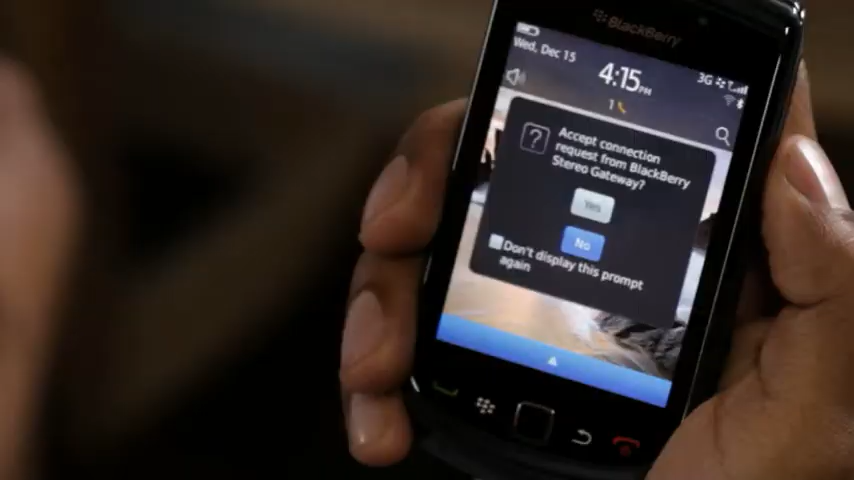 BlackBerry
Wed, Dec 15
4:15PM
3G
1
Accept connection
request from BlackBerry
Stereo Gateway?
Yes
No
Don't display this prompt
again